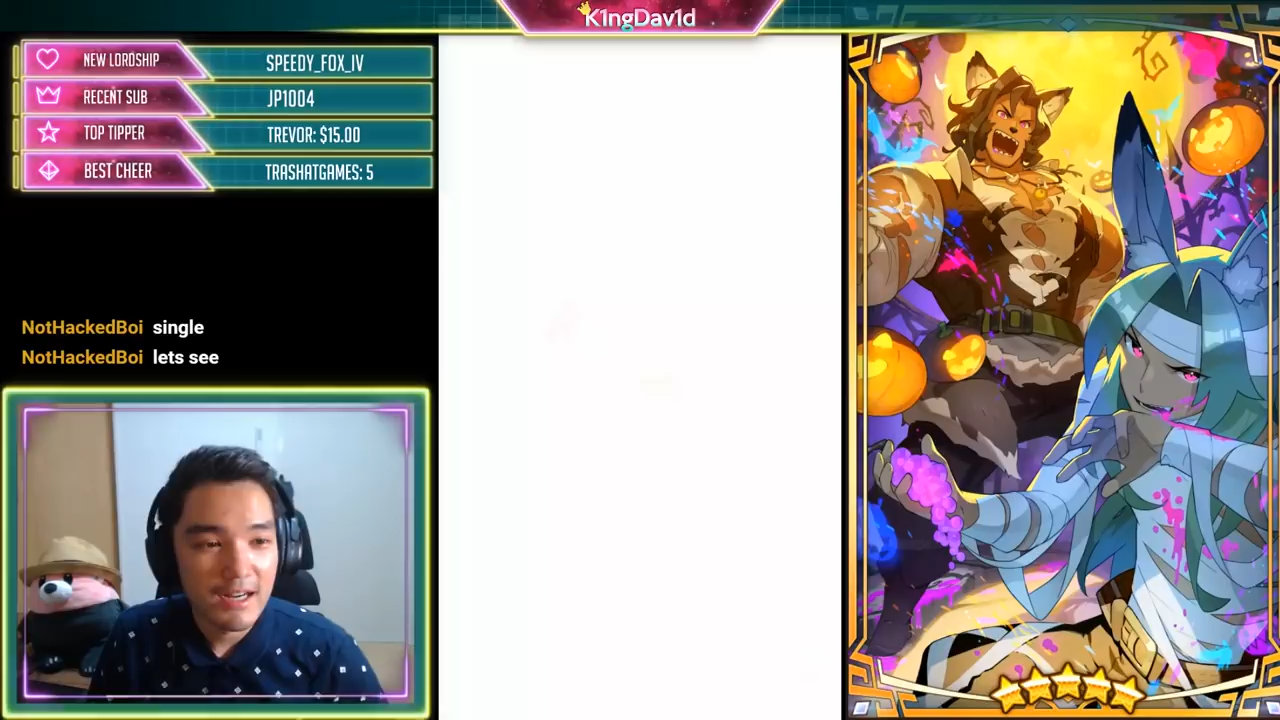 K1ngDav1d
NEW LORDSHIP SPEEDY_FOX_IV
RECENT SUB JP1004
TOP TIPPER TREVOR: $15.00
BEST CHEER TRASHATGAMES: 5
NotHackedBoi single
NotHackedBoi lets see